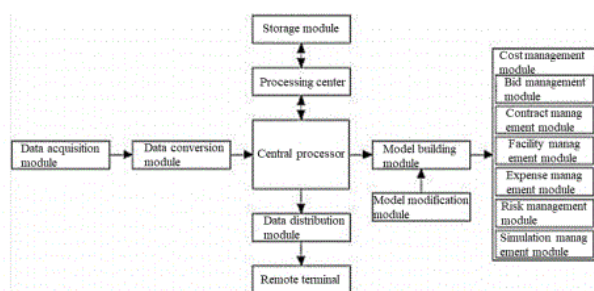 Storage module
Processing center
Data acquisition
module
Data conversion
module
Central processor
Model building
module
Model modification
module
Data distribution
module
Remote terminal
Cost management
module
Bid management
module
Contract manag
ement module
Facility manag
ement module
Expense manag
ement module
Risk management
module
Simulation manag
ement module